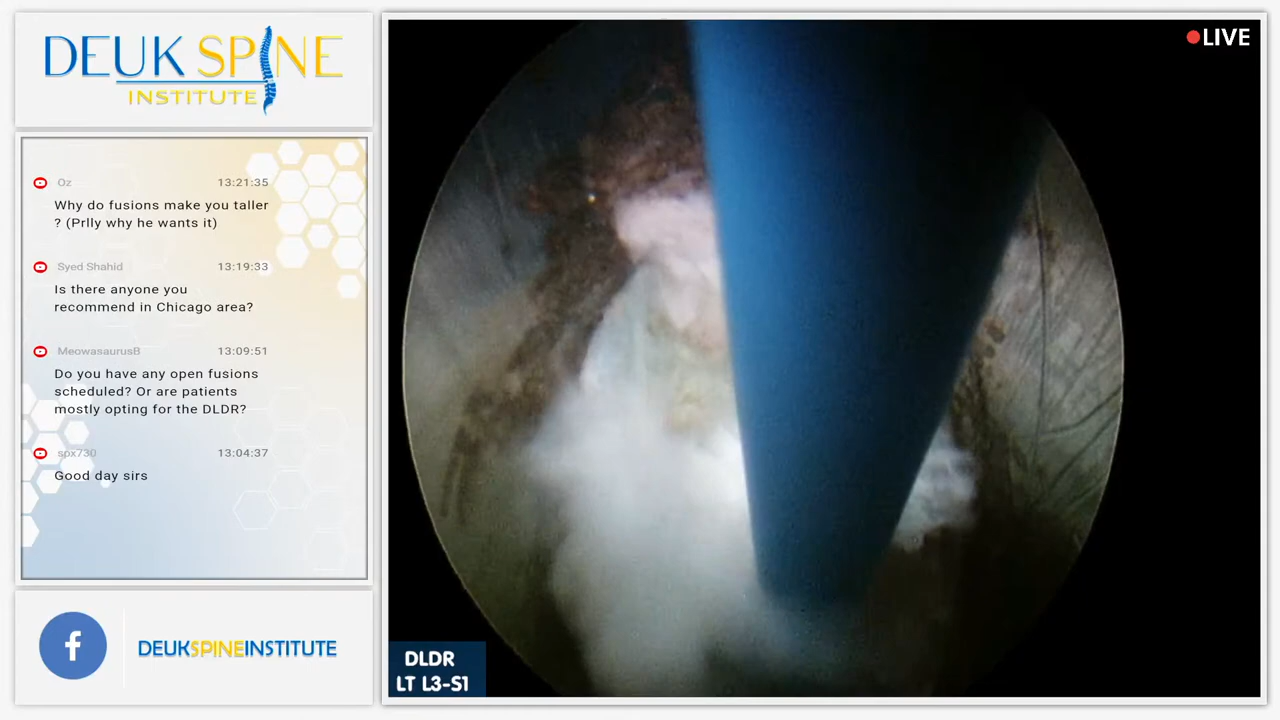 DEUK SPINE
INSTITUTE
Oz 13:21:35
Why do fusions make you taller
? (Prlly why he wants it)
Syed Shahid 13:19:33
Is there anyone you
recommend in Chicago area?
MeowasaurusB 13:09:51
Do you have any open fusions
scheduled? Or are patients
mostly opting for the DLDR?
spx730 13:04:37
Good day sirs
f DEUKSPINEINSTITUTE
LIVE
DLDR
LT L3-S1